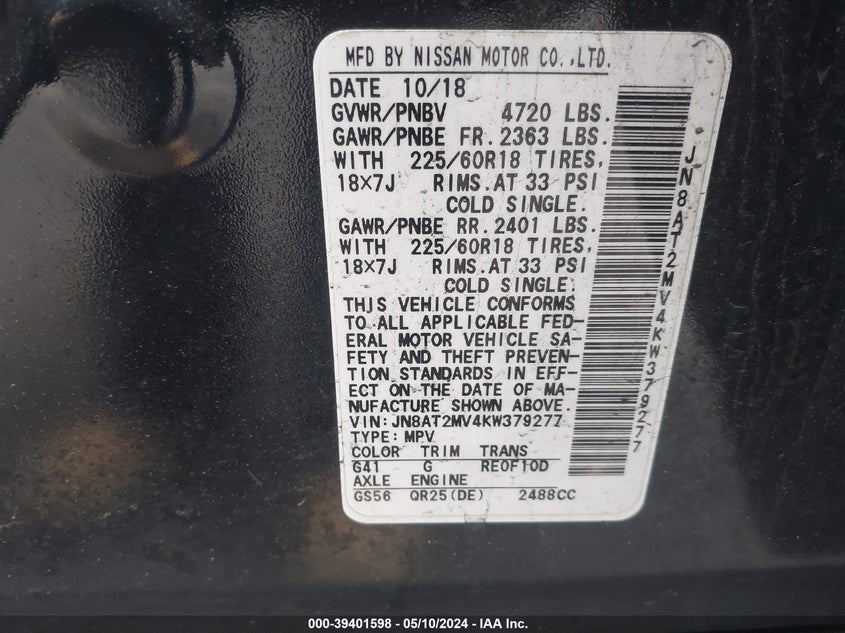 MFD BY NISSAN MOTOR CO.,LTD.
DATE 10/18
GVWR/PNBV 4720 LBS.
GAWR/PNBE FR. 2363 LBS.
WITH 225/60R18 TIRES,
18×7J RIMS.AT 33 PSI
COLD SINGLE.
GAWR/PNBE RR. 2401 LBS.
WITH 225/60R18 TIRES,
18×7J RIMS.AT 33 PSI
COLD SINGLE.
THIS VEHICLE CONFORMS
TO ALL APPLICABLE FED-
ERAL MOTOR VEHICLE SA-
FETY AND THEFT PREVEN-
TION STANDARDS IN EFF-
ECT ON THE DATE OF MA-
NUFACTURE SHOWN ABOVE.
VIN:JN8AT2MV4KW379277
TYPE:MPV
COLOR TRIM TRANS
G41 G RE0F10D
AXLE ENGINE
GS56 QR25(DE) 2488CC
JN8AT2MV4KW379277
000-39401598 - 05/10/2024 - IAA Inc.